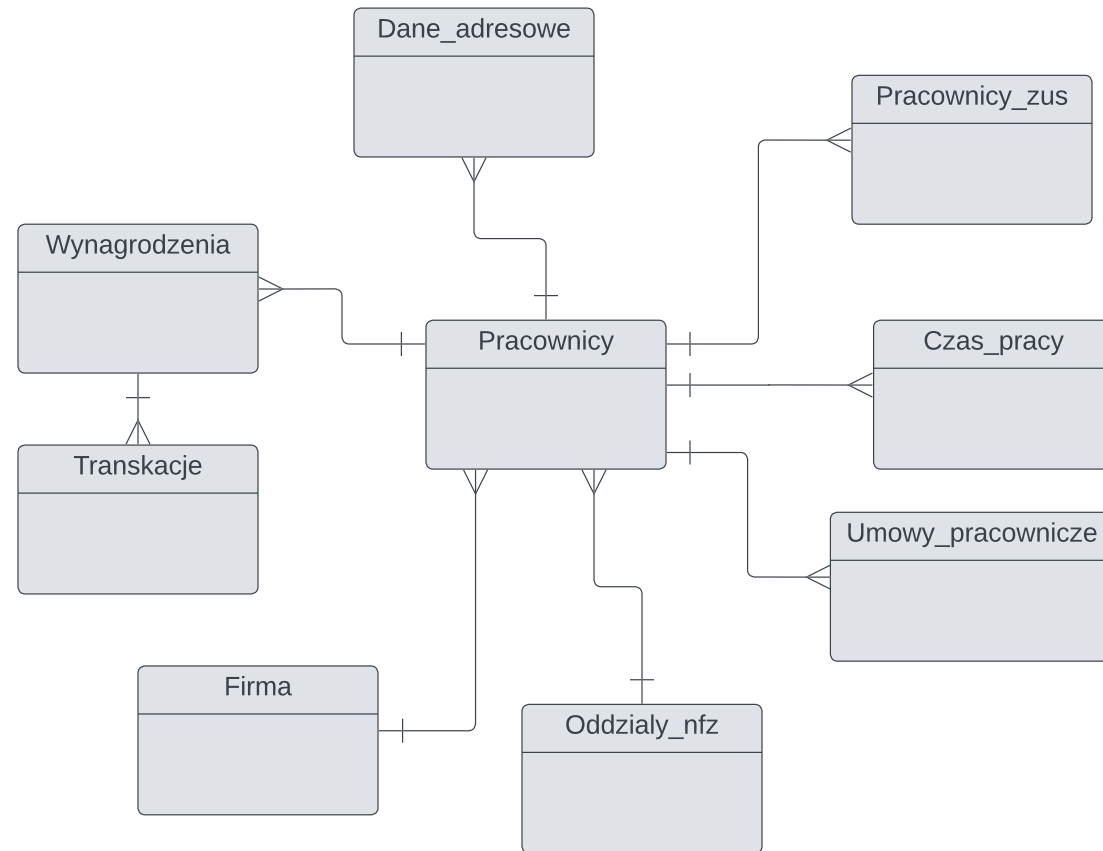 Dane_adresowe
Pracownicy_zus
Wynagrodzenia
Pracownicy
Czas_pracy
Transkacje
Umowy_pracownicze
Firma
Oddzialy_nfz